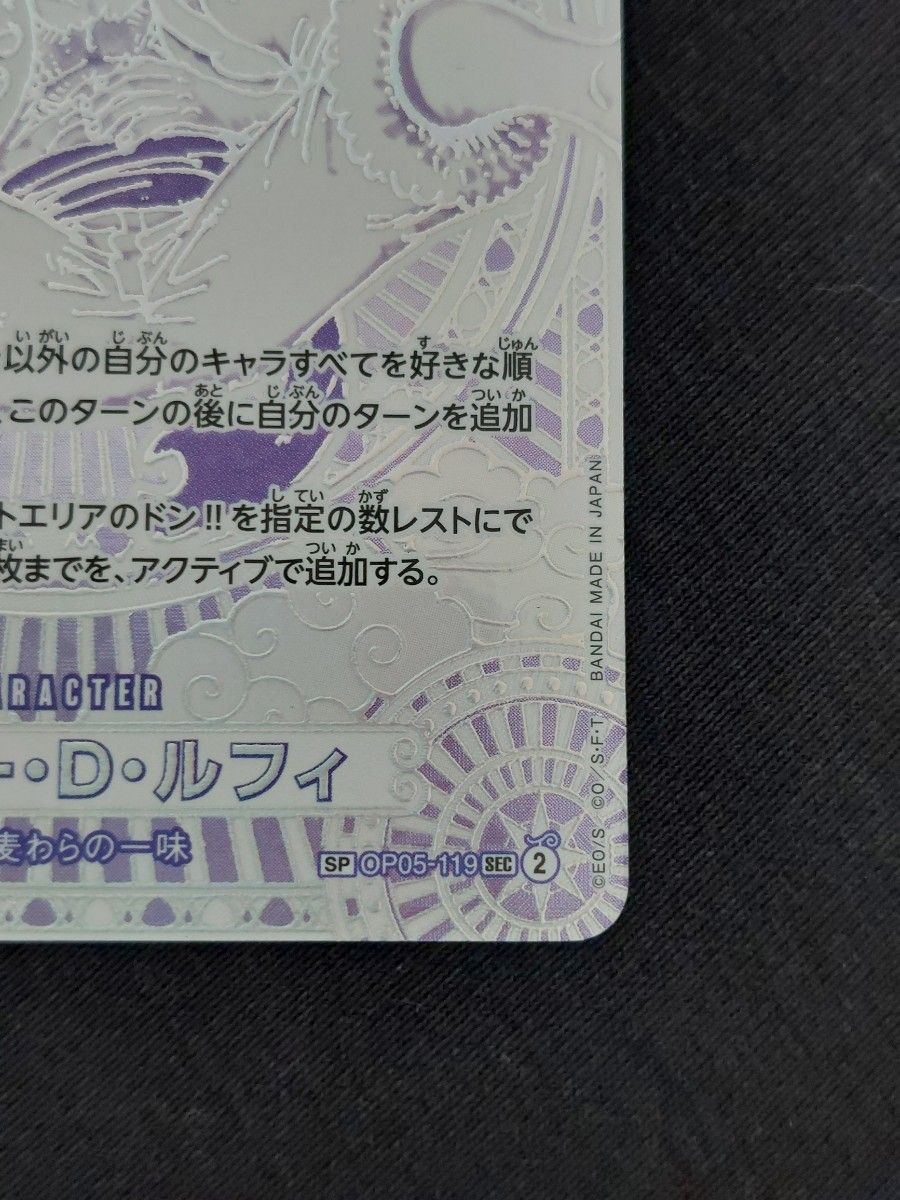 以外の自分のキャラすべてを好きな順
、このターンの後に自分のターンを追加
トエリアのドン!!を指定の数レストにで
枚までを、アクティブで追加する。
ARACTER
ー・D・ルフィ
麦わらの一味
SP OP05-119 SEC 2
©EO/S. ©O S・F・T BANDAI MADE IN JAPAN